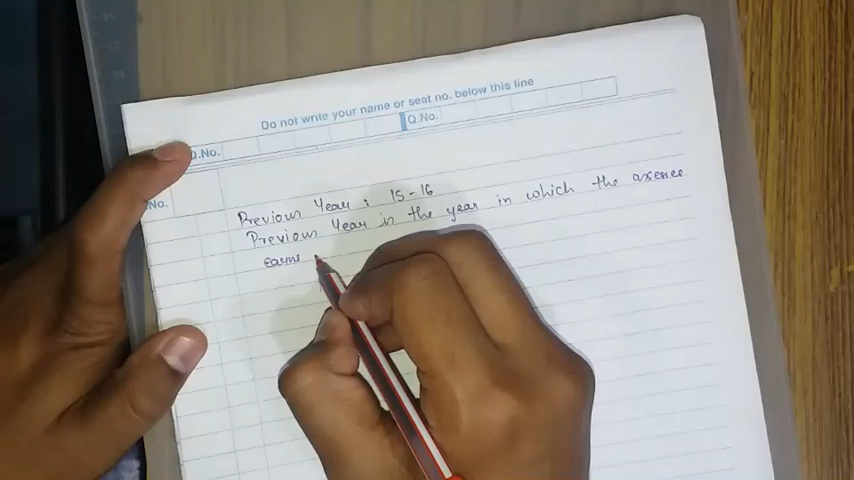 Do not write your name or seat no. below this line
Q.No. Q.No.
No.
Previous Year : 15-16
Previous Year is the year in which the assence
earns